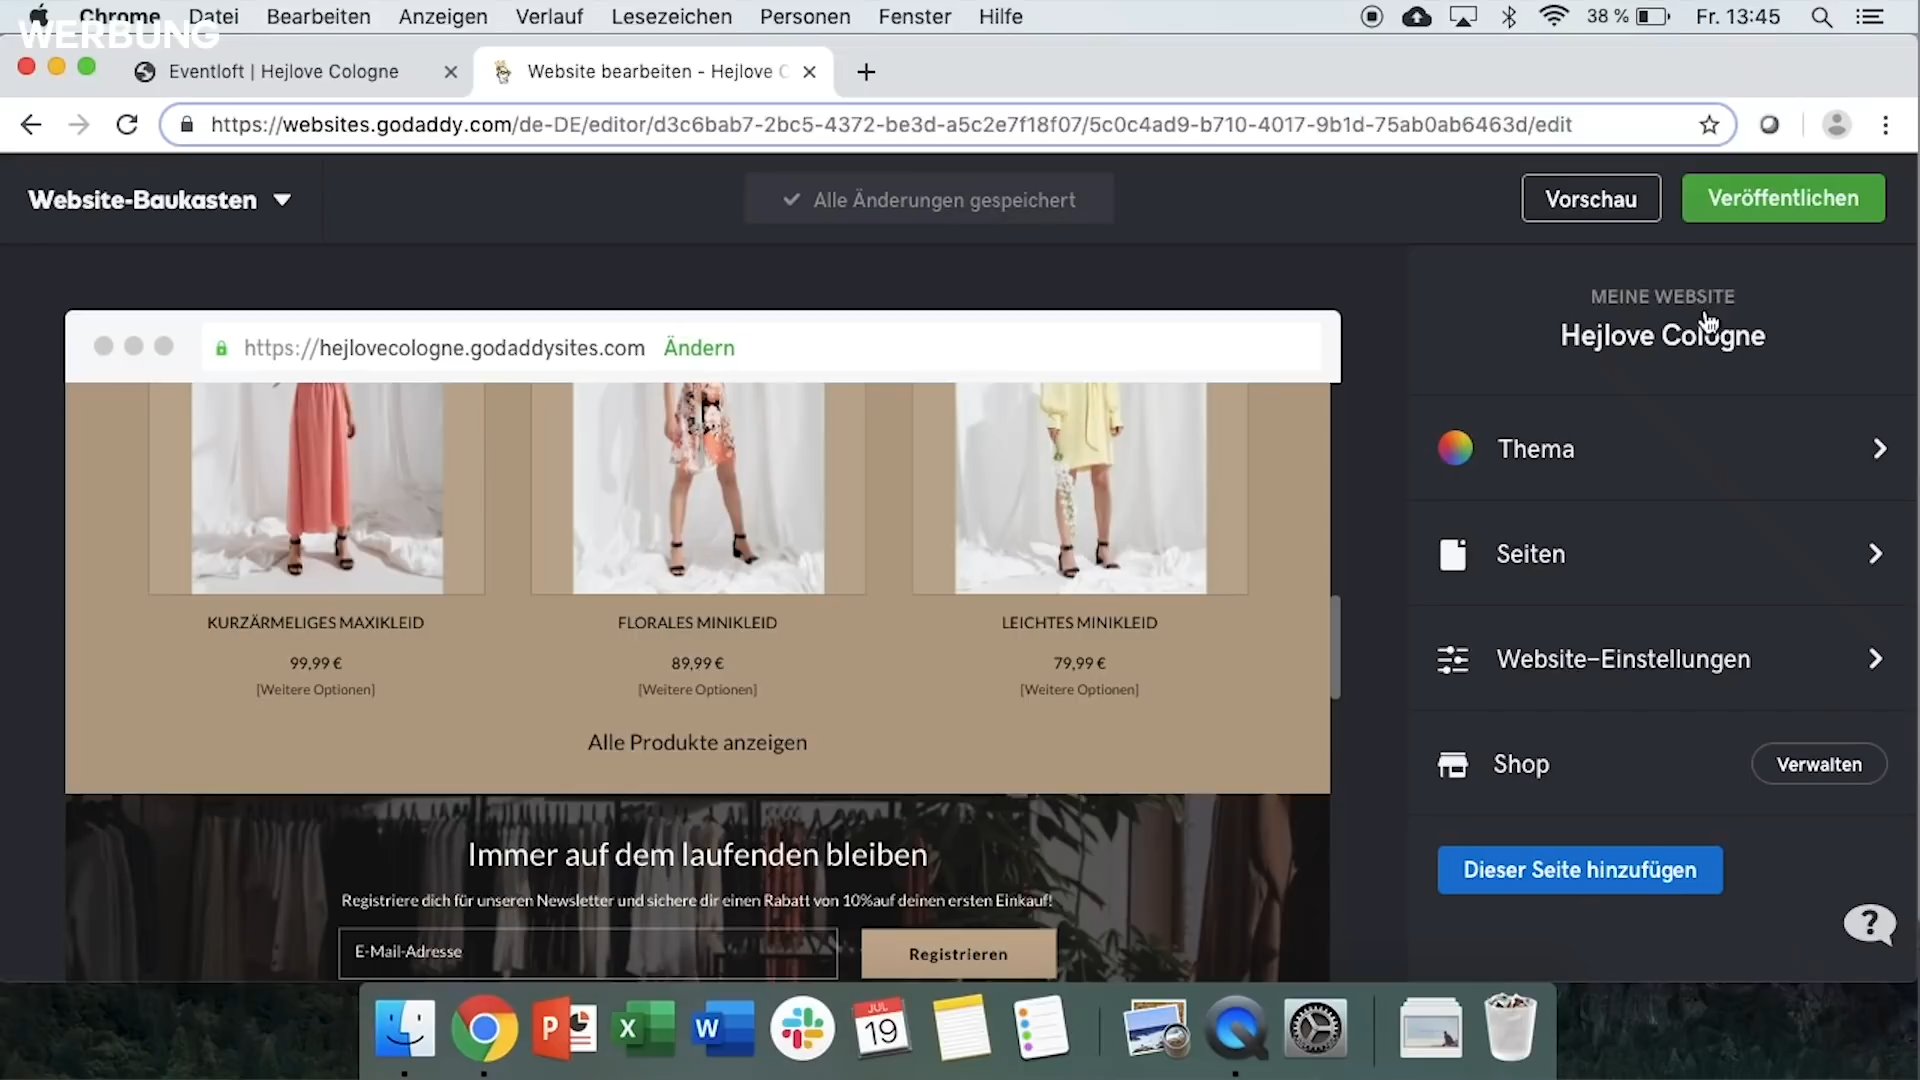 Chrome Datei Bearbeiten Anzeigen Verlauf Lesezeichen Personen Fenster Hilfe 38 % Fr. 13:45
WERBUNG
Eventloft | Hejlove Cologne Website bearbeiten - Hejlove C
https://websites.godaddy.com/de-DE/editor/d3c6bab7-2bc5-4372-be3d-a5c2e7f18f07/5c0c4ad9-b710-4017-9b1d-75ab0ab6463d/edit
Website-Baukasten Alle Änderungen gespeichert Vorschau Veröffentlichen
MEINE WEBSITE
Hejlove Cologne
https://hejlovecologne.godaddysites.com Ändern
Thema
Seiten
Website-Einstellungen
Shop Verwalten
Dieser Seite hinzufügen
?
KURZÄRMELIGES MAXIKLEID FLORALES MINIKLEID LEICHTES MINIKLEID
99,99 € 89,99 € 79,99 €
[Weitere Optionen] [Weitere Optionen] [Weitere Optionen]
Alle Produkte anzeigen
Immer auf dem laufenden bleiben
Registriere dich für unseren Newsletter und sichere dir einen Rabatt von 10%auf deinen ersten Einkauf!
E-Mail-Adresse Registrieren
P X W JUL 19